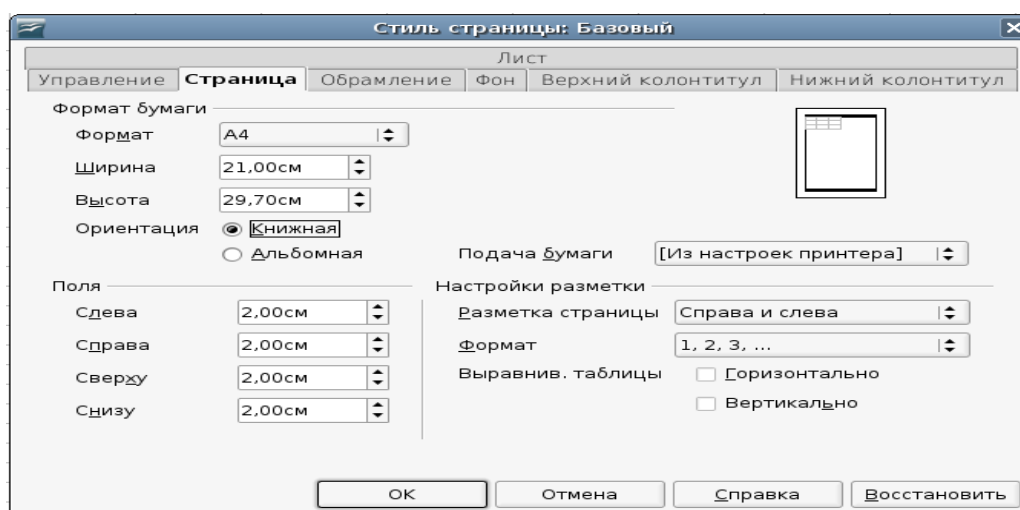 Стиль страницы: Базовый
Лист
Управление Страница Обрамление Фон Верхний колонтитул Нижний колонтитул
Формат бумаги
Формат A4
Ширина 21,00см
Высота 29,70см
Ориентация Книжная
Альбомная Подача бумаги [Из настроек принтера]
Поля Настройки разметки
Слева 2,00см Разметка страницы Справа и слева
Справа 2,00см Формат 1, 2, 3, ...
Сверху 2,00см Выравнив. таблицы Горизонтально
Снизу 2,00см Вертикально
OK Отмена Справка Восстановить